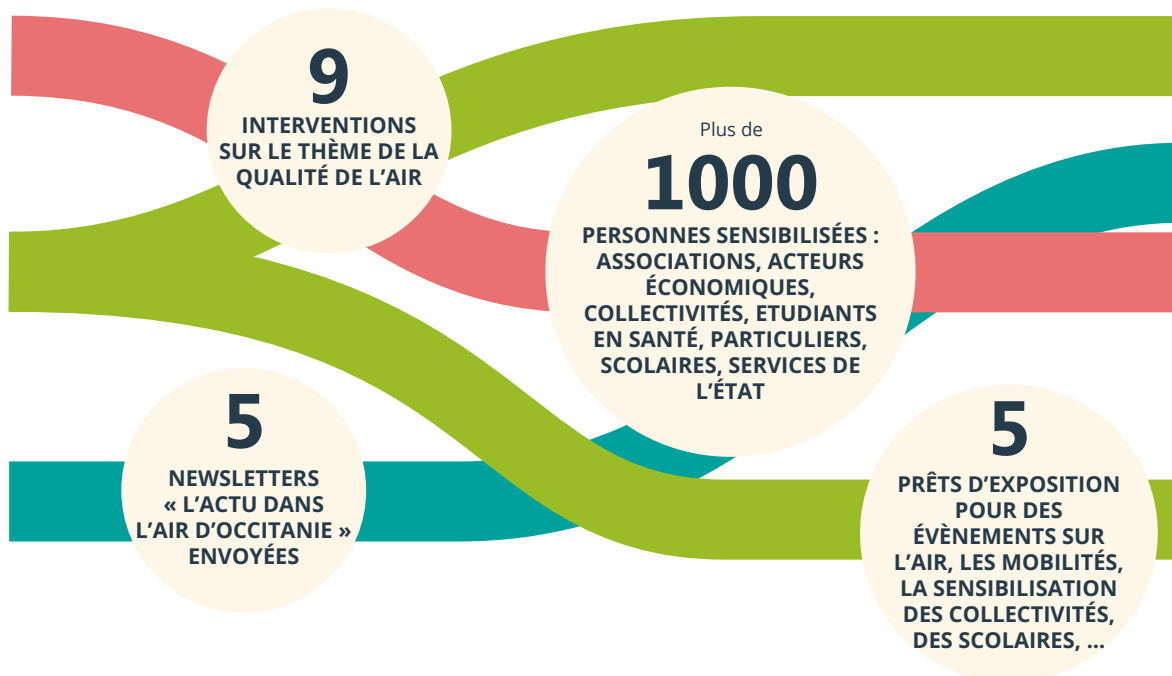 9
INTERVENTIONS
SUR LE THÈME DE LA
QUALITÉ DE L’AIR
Plus de
1000
PERSONNES SENSIBILISÉES :
ASSOCIATIONS, ACTEURS
ÉCONOMIQUES,
COLLECTIVITÉS, ETUDIANTS
EN SANTÉ, PARTICULIERS,
SCOLAIRES, SERVICES DE
L’ÉTAT
5
NEWSLETTERS
« L’ACTU DANS
L’AIR D’OCCITANIE »
ENVOYÉES
5
PRÊTS D’EXPOSITION
POUR DES
ÉVÈNEMENTS SUR
L’AIR, LES MOBILITÉS,
LA SENSIBILISATION
DES COLLECTIVITÉS,
DES SCOLAIRES, ...